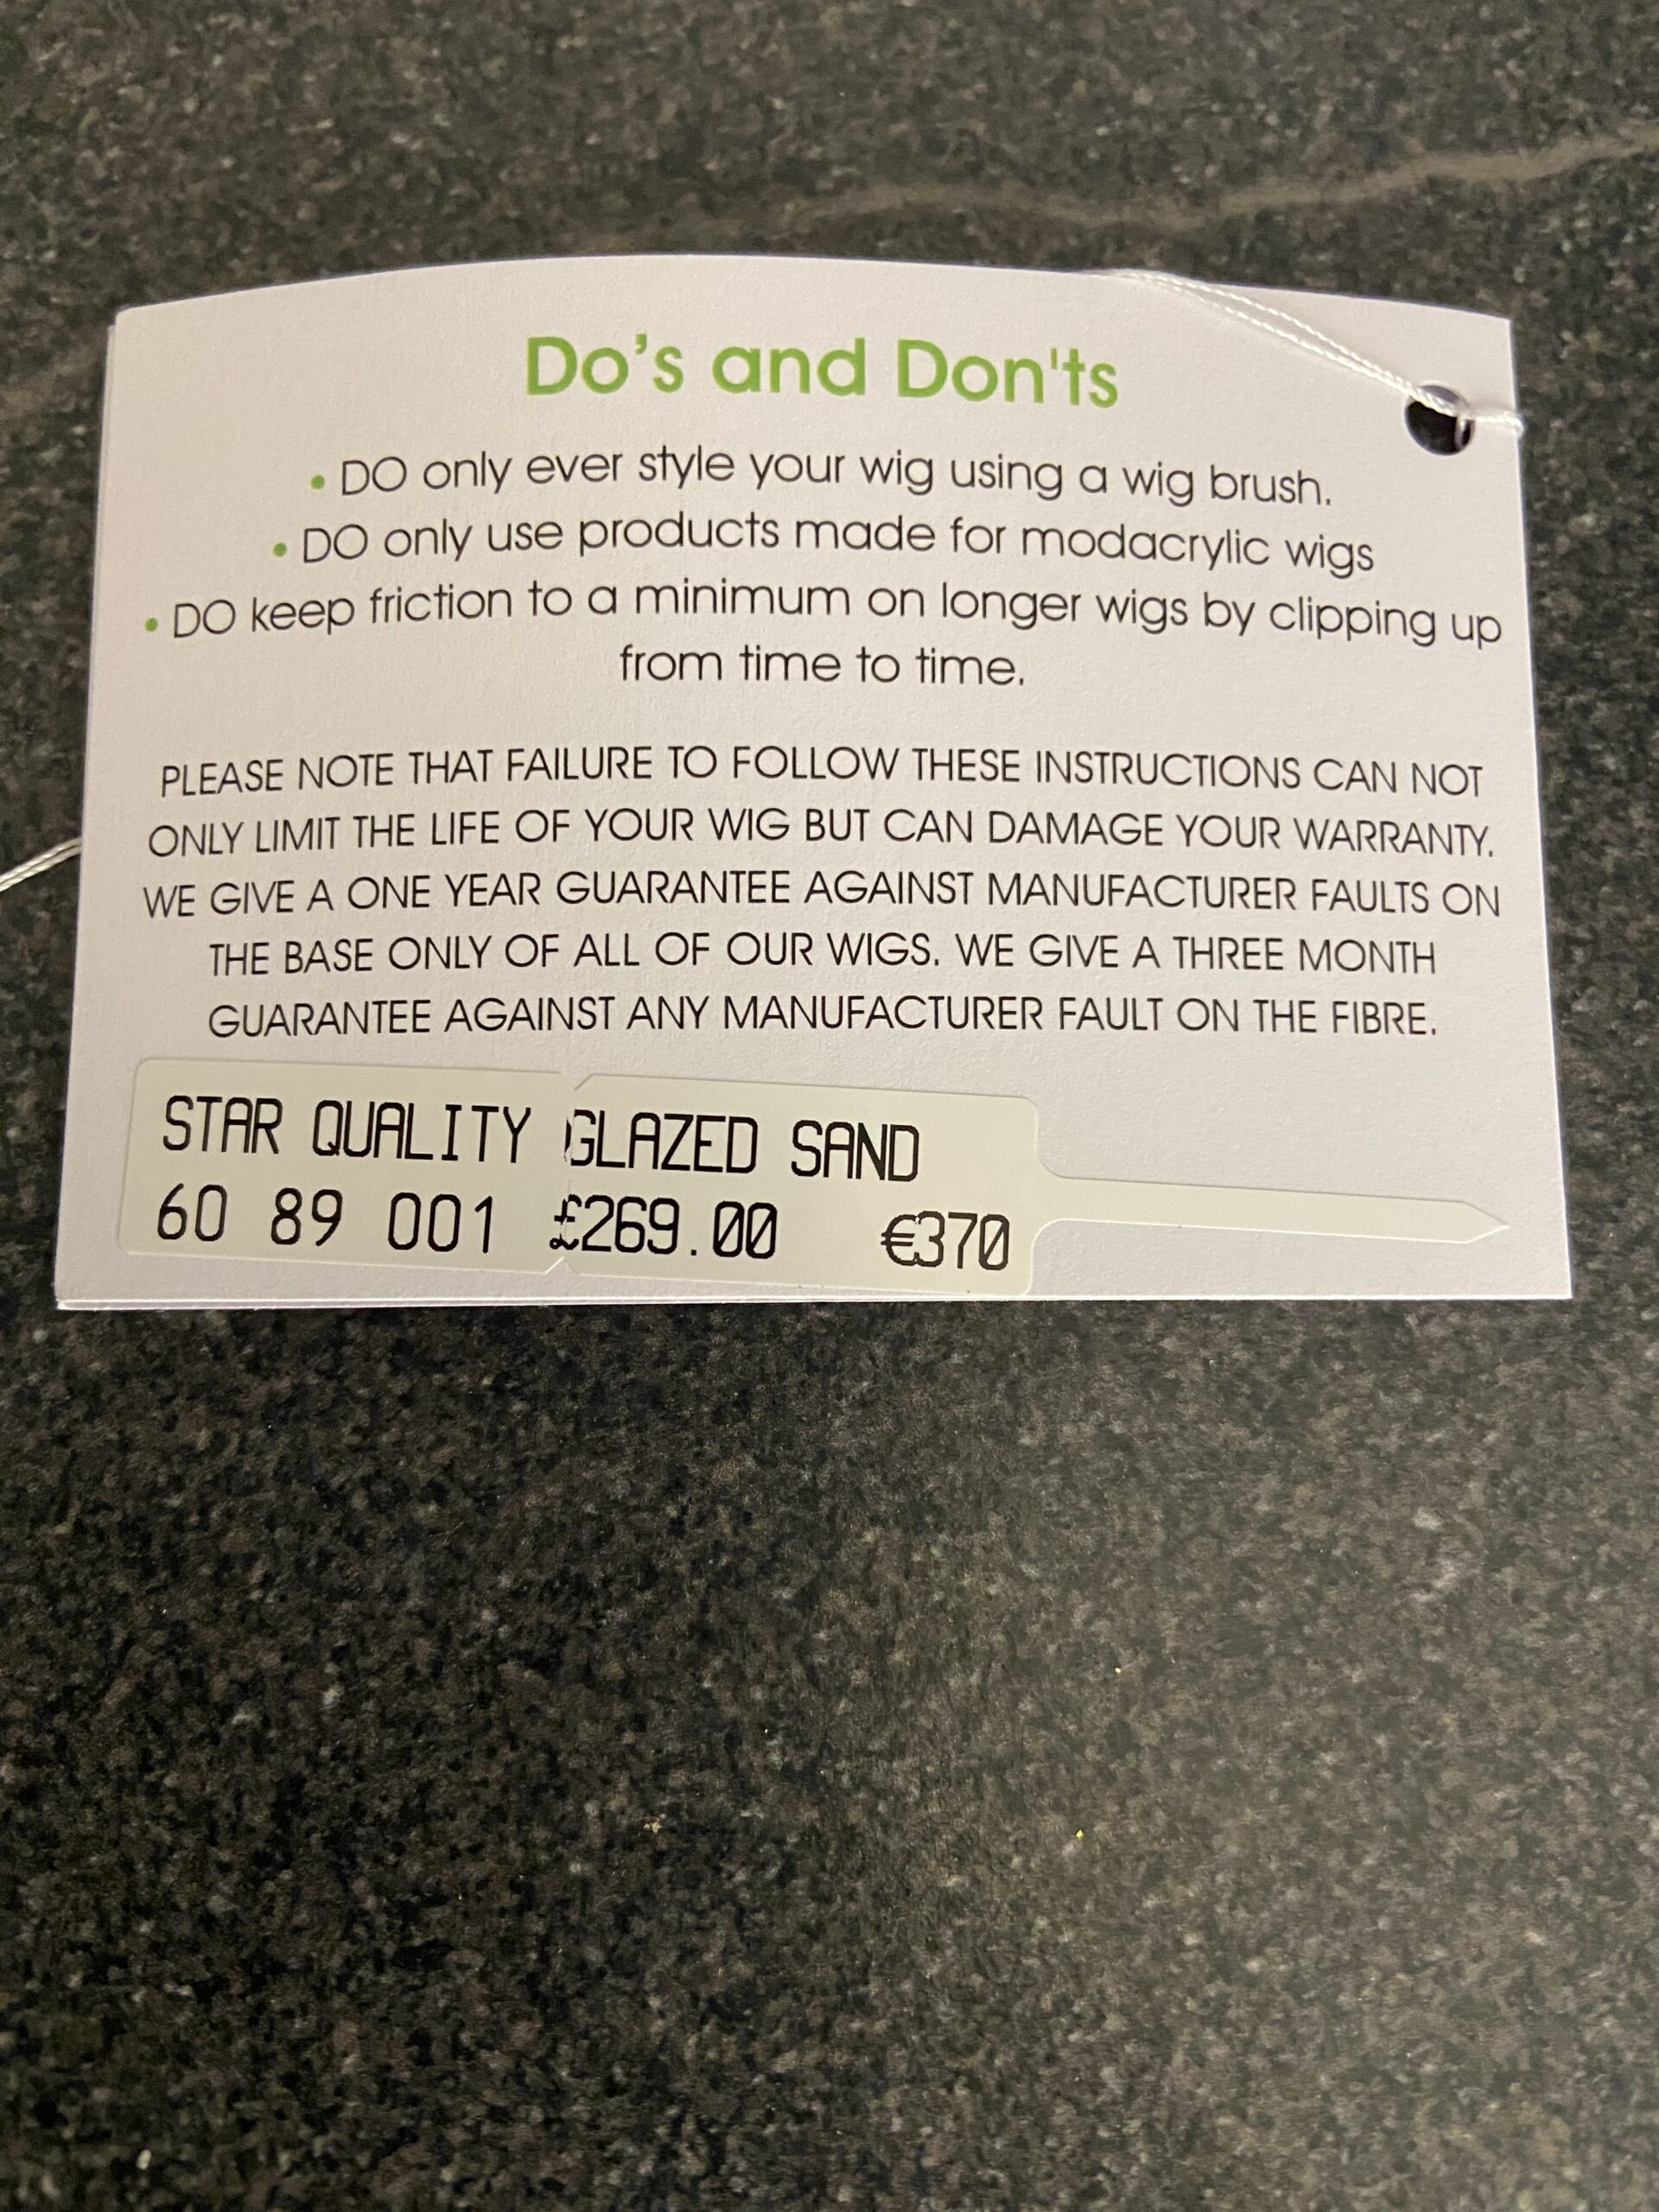 Do's and Don'ts
• DO only ever style your wig using a wig brush.
• DO only use products made for modacrylic wigs
• DO keep friction to a minimum on longer wigs by clipping up
from time to time.
PLEASE NOTE THAT FAILURE TO FOLLOW THESE INSTRUCTIONS CAN NOT
ONLY LIMIT THE LIFE OF YOUR WIG BUT CAN DAMAGE YOUR WARRANTY.
WE GIVE A ONE YEAR GUARANTEE AGAINST MANUFACTURER FAULTS ON
THE BASE ONLY OF ALL OF OUR WIGS. WE GIVE A THREE MONTH
GUARANTEE AGAINST ANY MANUFACTURER FAULT ON THE FIBRE.
STAR QUALITY GLAZED SAND
60 89 001 £269.00 €370